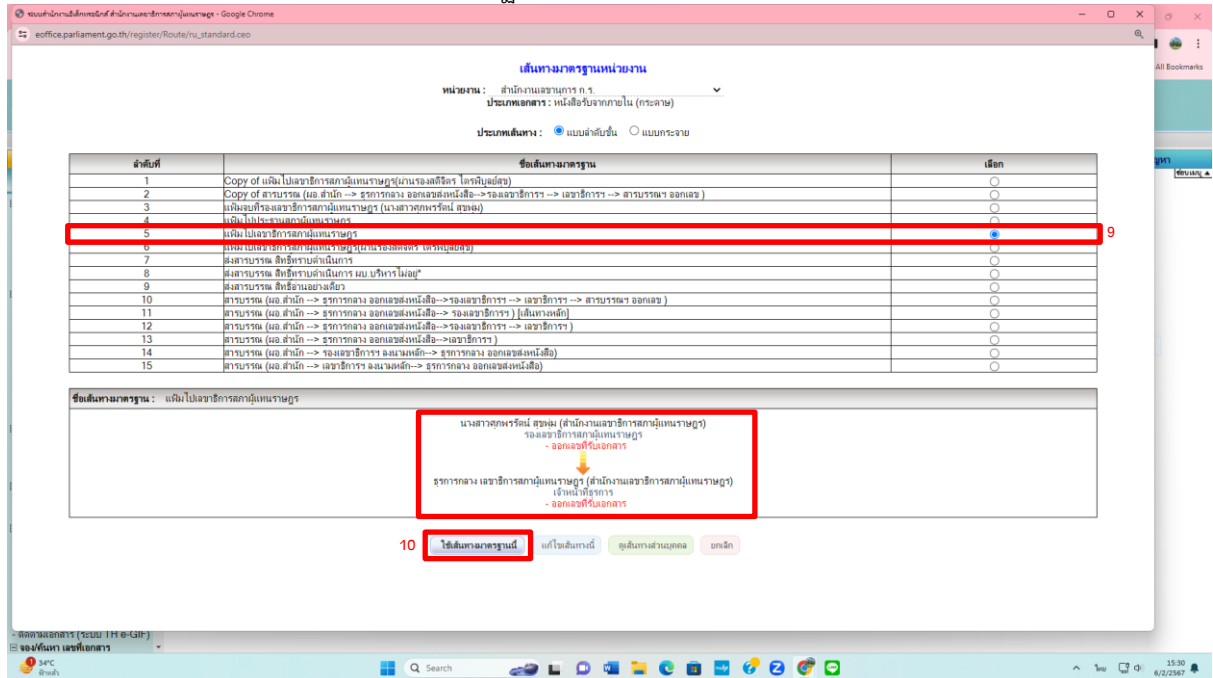 ระบบสำนักงานอิเล็กทรอนิกส์ สำนักงานเลขาธิการสภาผู้แทนราษฎร - Google Chrome
eoffice.parliament.go.th/register/Route/ru_standard.ceo
All Bookmarks
เส้นทางมาตรฐานหน่วยงาน
หน่วยงาน : สำนักงานเลขานุการ ก.ร.
ประเภทเอกสาร : หนังสือรับจากภายใน (กระดาษ)
ประเภทเส้นทาง : แบบลำดับชั้น แบบกระจาย
ลำดับที่ ชื่อเส้นทางมาตรฐาน เลือก
1 Copy of แฟ้มไปเลขาธิการสภาผู้แทนราษฎร(ผ่านรองสตีจิตร ไตรพิบูลย์สุข)
2 Copy of สารบรรณ (ผอ.สำนัก --> ธุรการกลาง ออกเลขส่งหนังสือ-->รองเลขาธิการฯ --> เลขาธิการฯ --> สารบรรณฯ ออกเลข )
3 แฟ้มจบที่รองเลขาธิการสภาผู้แทนราษฎร (นางสาวศุภพรรัตน์ สุขพุ่ม)
4 แฟ้มไปประธานสภาผู้แทนราษฎร
5 แฟ้มไปเลขาธิการสภาผู้แทนราษฎร
9
6 แฟ้มไปเลขาธิการสภาผู้แทนราษฎร(ผ่านรองสตีจิตร ไตรพิบูลย์สุข)
7 ส่งสารบรรณ สิทธิ์ทราบดำเนินการ
8 ส่งสารบรรณ สิทธิ์ทราบดำเนินการ ผบ.บริหารไม่อยู่*
9 ส่งสารบรรณ สิทธิ์อ่านอย่างเดียว
10 สารบรรณ (ผอ.สำนัก --> ธุรการกลาง ออกเลขส่งหนังสือ-->รองเลขาธิการฯ --> เลขาธิการฯ --> สารบรรณฯ ออกเลข )
11 สารบรรณ (ผอ.สำนัก --> ธุรการกลาง ออกเลขส่งหนังสือ--> รองเลขาธิการฯ ) [เส้นทางหลัก]
12 สารบรรณ (ผอ.สำนัก --> ธุรการกลาง ออกเลขส่งหนังสือ-->รองเลขาธิการฯ --> เลขาธิการฯ )
13 สารบรรณ (ผอ.สำนัก --> ธุรการกลาง ออกเลขส่งหนังสือ-->เลขาธิการฯ )
14 สารบรรณ (ผอ.สำนัก --> รองเลขาธิการฯ ลงนามหลัก--> ธุรการกลาง ออกเลขส่งหนังสือ)
15 สารบรรณ (ผอ.สำนัก --> เลขาธิการฯ ลงนามหลัก--> ธุรการกลาง ออกเลขส่งหนังสือ)
ชื่อเส้นทางมาตรฐาน : แฟ้มไปเลขาธิการสภาผู้แทนราษฎร
นางสาวศุภพรรัตน์ สุขพุ่ม (สำนักงานเลขาธิการสภาผู้แทนราษฎร)
รองเลขาธิการสภาผู้แทนราษฎร
- ออกเลขที่รับเอกสาร
ธุรการกลาง เลขาธิการสภาผู้แทนราษฎร (สำนักงานเลขาธิการสภาผู้แทนราษฎร)
เจ้าหน้าที่ธุรการ
- ออกเลขที่รับเอกสาร
10 ใช้เส้นทางมาตรฐานนี้ แก้ไขเส้นทางนี้ ดูเส้นทางส่วนบุคคล ยกเลิก
- ติดตามเอกสาร (ระบบ TH e-GIF)
จอง/ค้นหา เลขที่เอกสาร
34°C
ฟ้าหลัว
Search
ไทย
15:30
6/2/2567